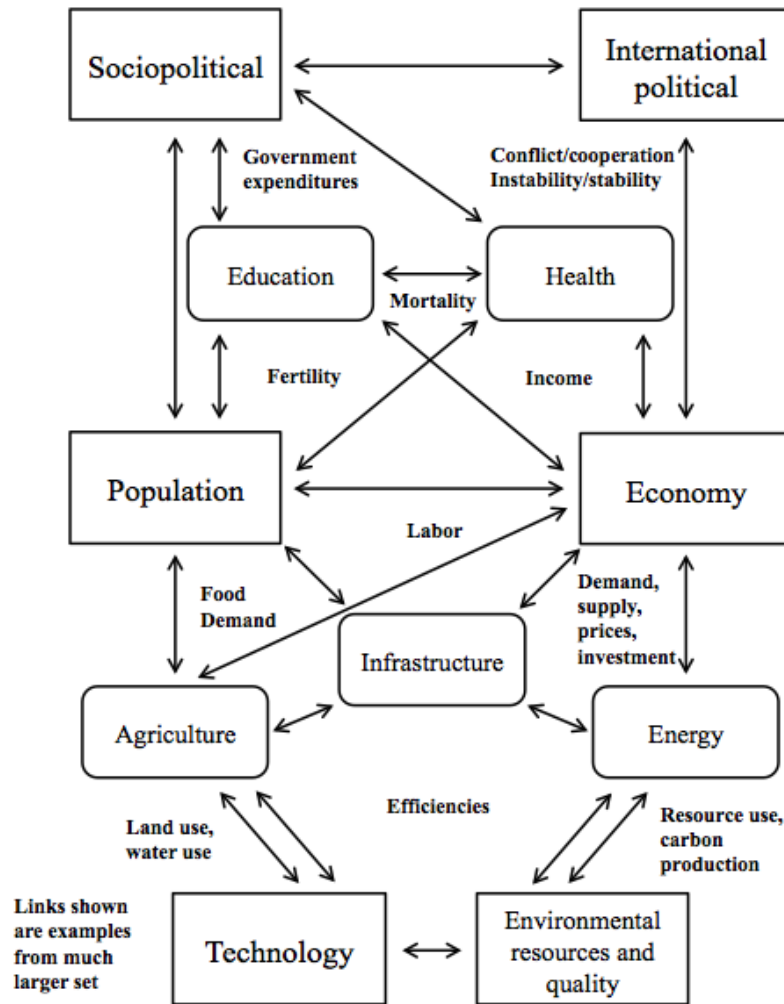 Sociopolitical
International
political
Government
expenditures
Conflict/cooperation
Instability/stability
Education
Health
Mortality
Fertility
Income
Population
Economy
Labor
Food
Demand
Demand,
supply,
prices,
investment
Infrastructure
Agriculture
Energy
Efficiencies
Land use,
water use
Resource use,
carbon
production
Links shown
are examples
from much
larger set
Technology
Environmental
resources and
quality